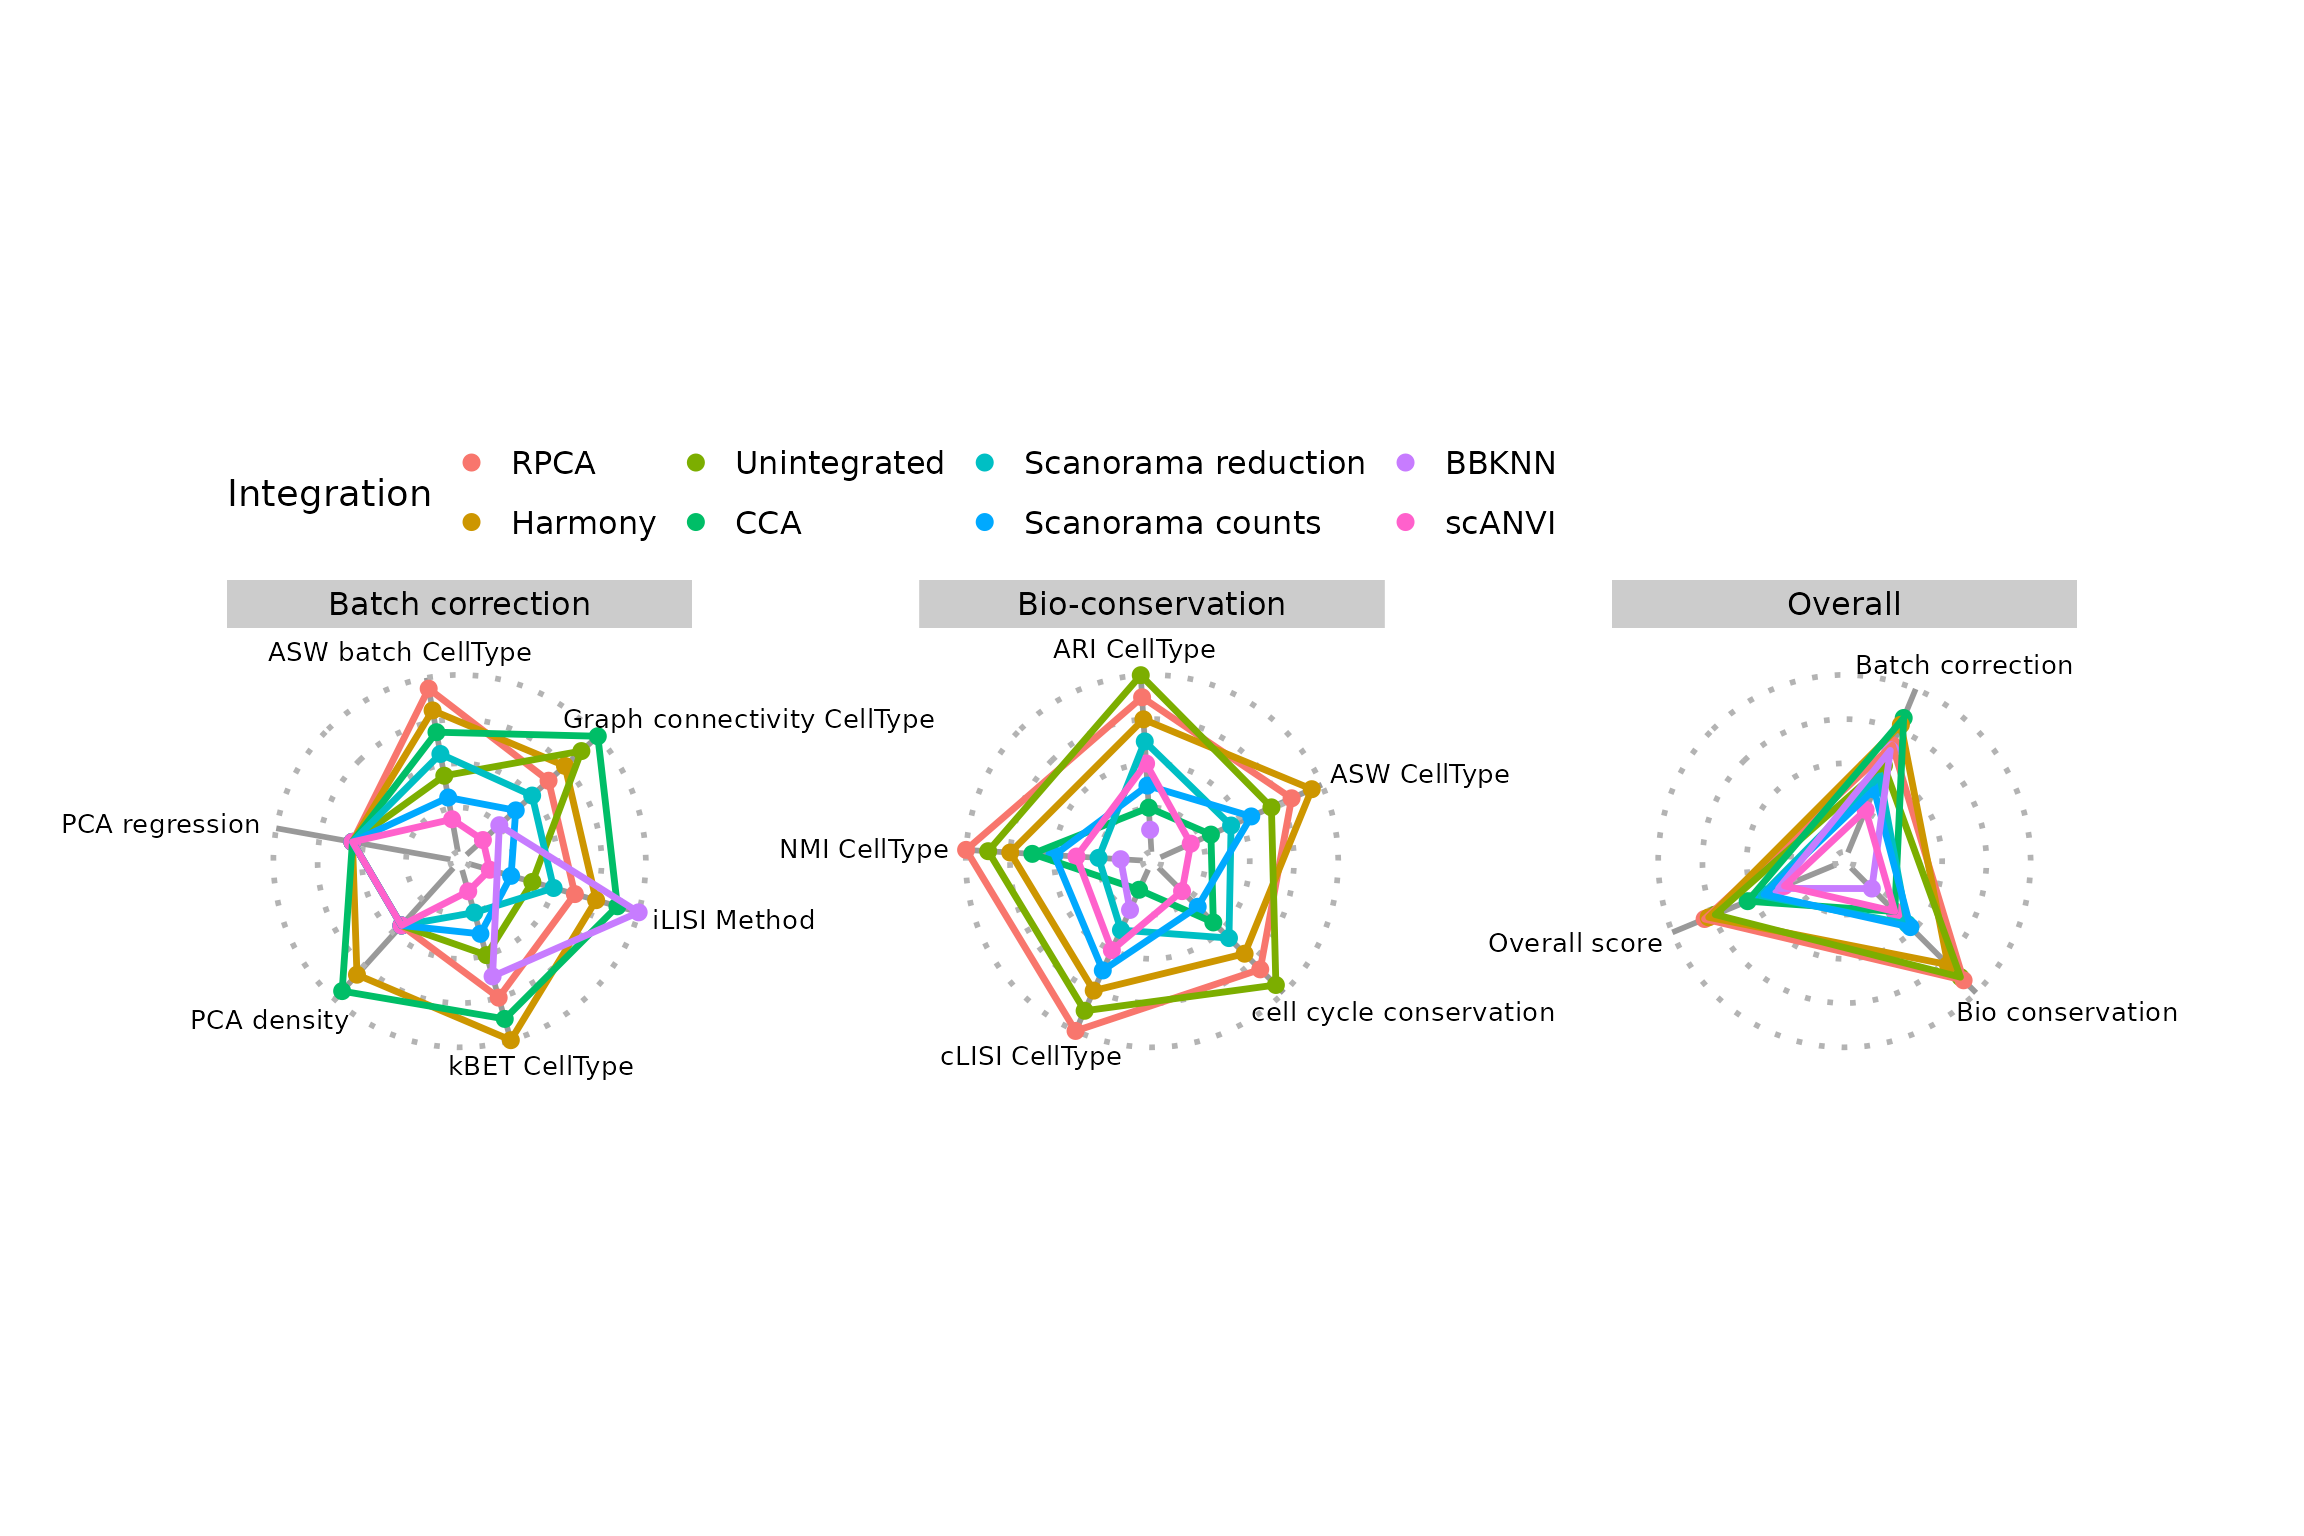 Integration
RPCA
Unintegrated
Scanorama reduction
BBKNN
Harmony
CCA
Scanorama counts
scANVI
Batch correction
ASW batch CellType
Graph connectivity CellType
PCA regression
iLISI Method
PCA density
kBET CellType
Bio-conservation
ARI CellType
ASW CellType
NMI CellType
cell cycle conservation
cLISI CellType
Overall
Batch correction
Overall score
Bio conservation